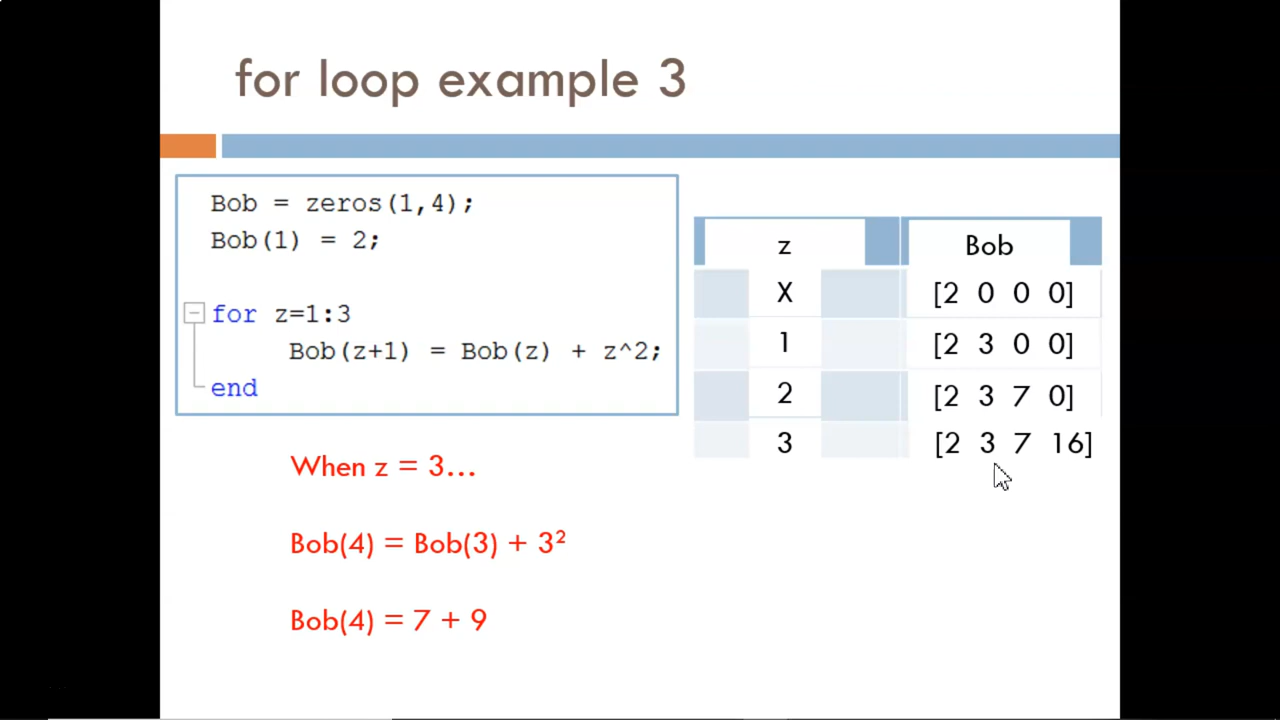 for loop example 3
Bob = zeros(1,4);
Bob(1) = 2;
for z=1:3
Bob(z+1) = Bob(z) + z^2;
end
z Bob
X [2 0 0 0]
1 [2 3 0 0]
2 [2 3 7 0]
3 [2 3 7 16]
When z = 3...
Bob(4) = Bob(3) + 3²
Bob(4) = 7 + 9